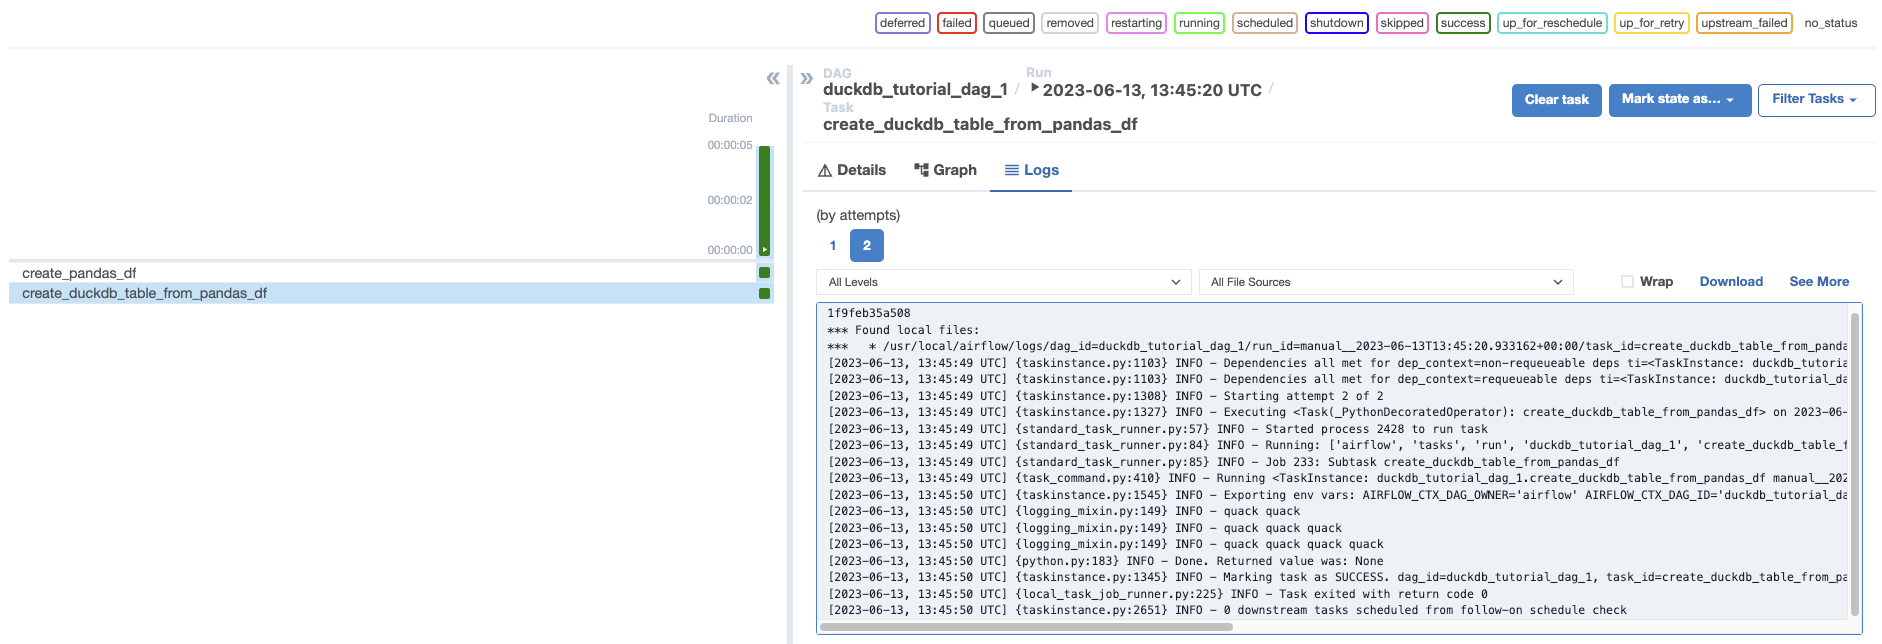 deferred failed queued removed restarting running scheduled shutdown skipped success up_for_reschedule up_for_retry upstream_failed no_status
Duration
00:00:05
00:00:02
00:00:00
create_pandas_df
create_duckdb_table_from_pandas_df
DAG
duckdb_tutorial_dag_1 /
Run
2023-06-13, 13:45:20 UTC /
Task
create_duckdb_table_from_pandas_df
Clear task Mark state as... Filter Tasks
Details Graph Logs
(by attempts)
1 2
All Levels All File Sources Wrap Download See More
1f9feb35a508
*** Found local files:
***   * /usr/local/airflow/logs/dag_id=duckdb_tutorial_dag_1/run_id=manual__2023-06-13T13:45:20.933162+00:00/task_id=create_duckdb_table_from_panda
[2023-06-13, 13:45:49 UTC] {taskinstance.py:1103} INFO - Dependencies all met for dep_context=non-requeueable deps ti=<TaskInstance: duckdb_tutoria
[2023-06-13, 13:45:49 UTC] {taskinstance.py:1103} INFO - Dependencies all met for dep_context=requeueable deps ti=<TaskInstance: duckdb_tutorial_da
[2023-06-13, 13:45:49 UTC] {taskinstance.py:1308} INFO - Starting attempt 2 of 2
[2023-06-13, 13:45:49 UTC] {taskinstance.py:1327} INFO - Executing <Task(_PythonDecoratedOperator): create_duckdb_table_from_pandas_df> on 2023-06-
[2023-06-13, 13:45:49 UTC] {standard_task_runner.py:57} INFO - Started process 2428 to run task
[2023-06-13, 13:45:49 UTC] {standard_task_runner.py:84} INFO - Running: ['airflow', 'tasks', 'run', 'duckdb_tutorial_dag_1', 'create_duckdb_table_f
[2023-06-13, 13:45:49 UTC] {standard_task_runner.py:85} INFO - Job 233: Subtask create_duckdb_table_from_pandas_df
[2023-06-13, 13:45:49 UTC] {task_command.py:410} INFO - Running <TaskInstance: duckdb_tutorial_dag_1.create_duckdb_table_from_pandas_df manual__202
[2023-06-13, 13:45:50 UTC] {taskinstance.py:1545} INFO - Exporting env vars: AIRFLOW_CTX_DAG_OWNER='airflow' AIRFLOW_CTX_DAG_ID='duckdb_tutorial_da
[2023-06-13, 13:45:50 UTC] {logging_mixin.py:149} INFO - quack quack
[2023-06-13, 13:45:50 UTC] {logging_mixin.py:149} INFO - quack quack quack
[2023-06-13, 13:45:50 UTC] {logging_mixin.py:149} INFO - quack quack quack quack
[2023-06-13, 13:45:50 UTC] {python.py:183} INFO - Done. Returned value was: None
[2023-06-13, 13:45:50 UTC] {taskinstance.py:1345} INFO - Marking task as SUCCESS. dag_id=duckdb_tutorial_dag_1, task_id=create_duckdb_table_from_pa
[2023-06-13, 13:45:50 UTC] {local_task_job_runner.py:225} INFO - Task exited with return code 0
[2023-06-13, 13:45:50 UTC] {taskinstance.py:2651} INFO - 0 downstream tasks scheduled from follow-on schedule check